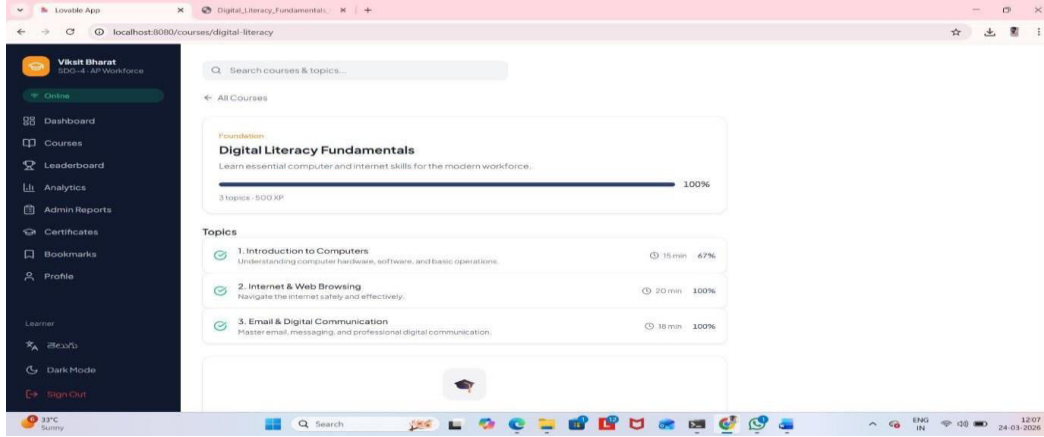 Lovable App
Digital_Literacy_Fundamentals_
localhost:8080/courses/digital-literacy
Viksit Bharat
SDG-4 · AP Workforce
Online
Dashboard
Courses
Leaderboard
Analytics
Admin Reports
Certificates
Bookmarks
Profile
Learner
తెలుగు
Dark Mode
Sign Out
Search courses & topics...
← All Courses
Foundation
Digital Literacy Fundamentals
Learn essential computer and internet skills for the modern workforce.
100%
3 topics · 500 XP
Topics
1. Introduction to Computers
Understanding computer hardware, software, and basic operations.
15 min 67%
2. Internet & Web Browsing
Navigate the internet safely and effectively.
20 min 100%
3. Email & Digital Communication
Master email, messaging, and professional digital communication.
18 min 100%
33°C
Sunny
Search
ENG
IN
12:07
24-03-2026